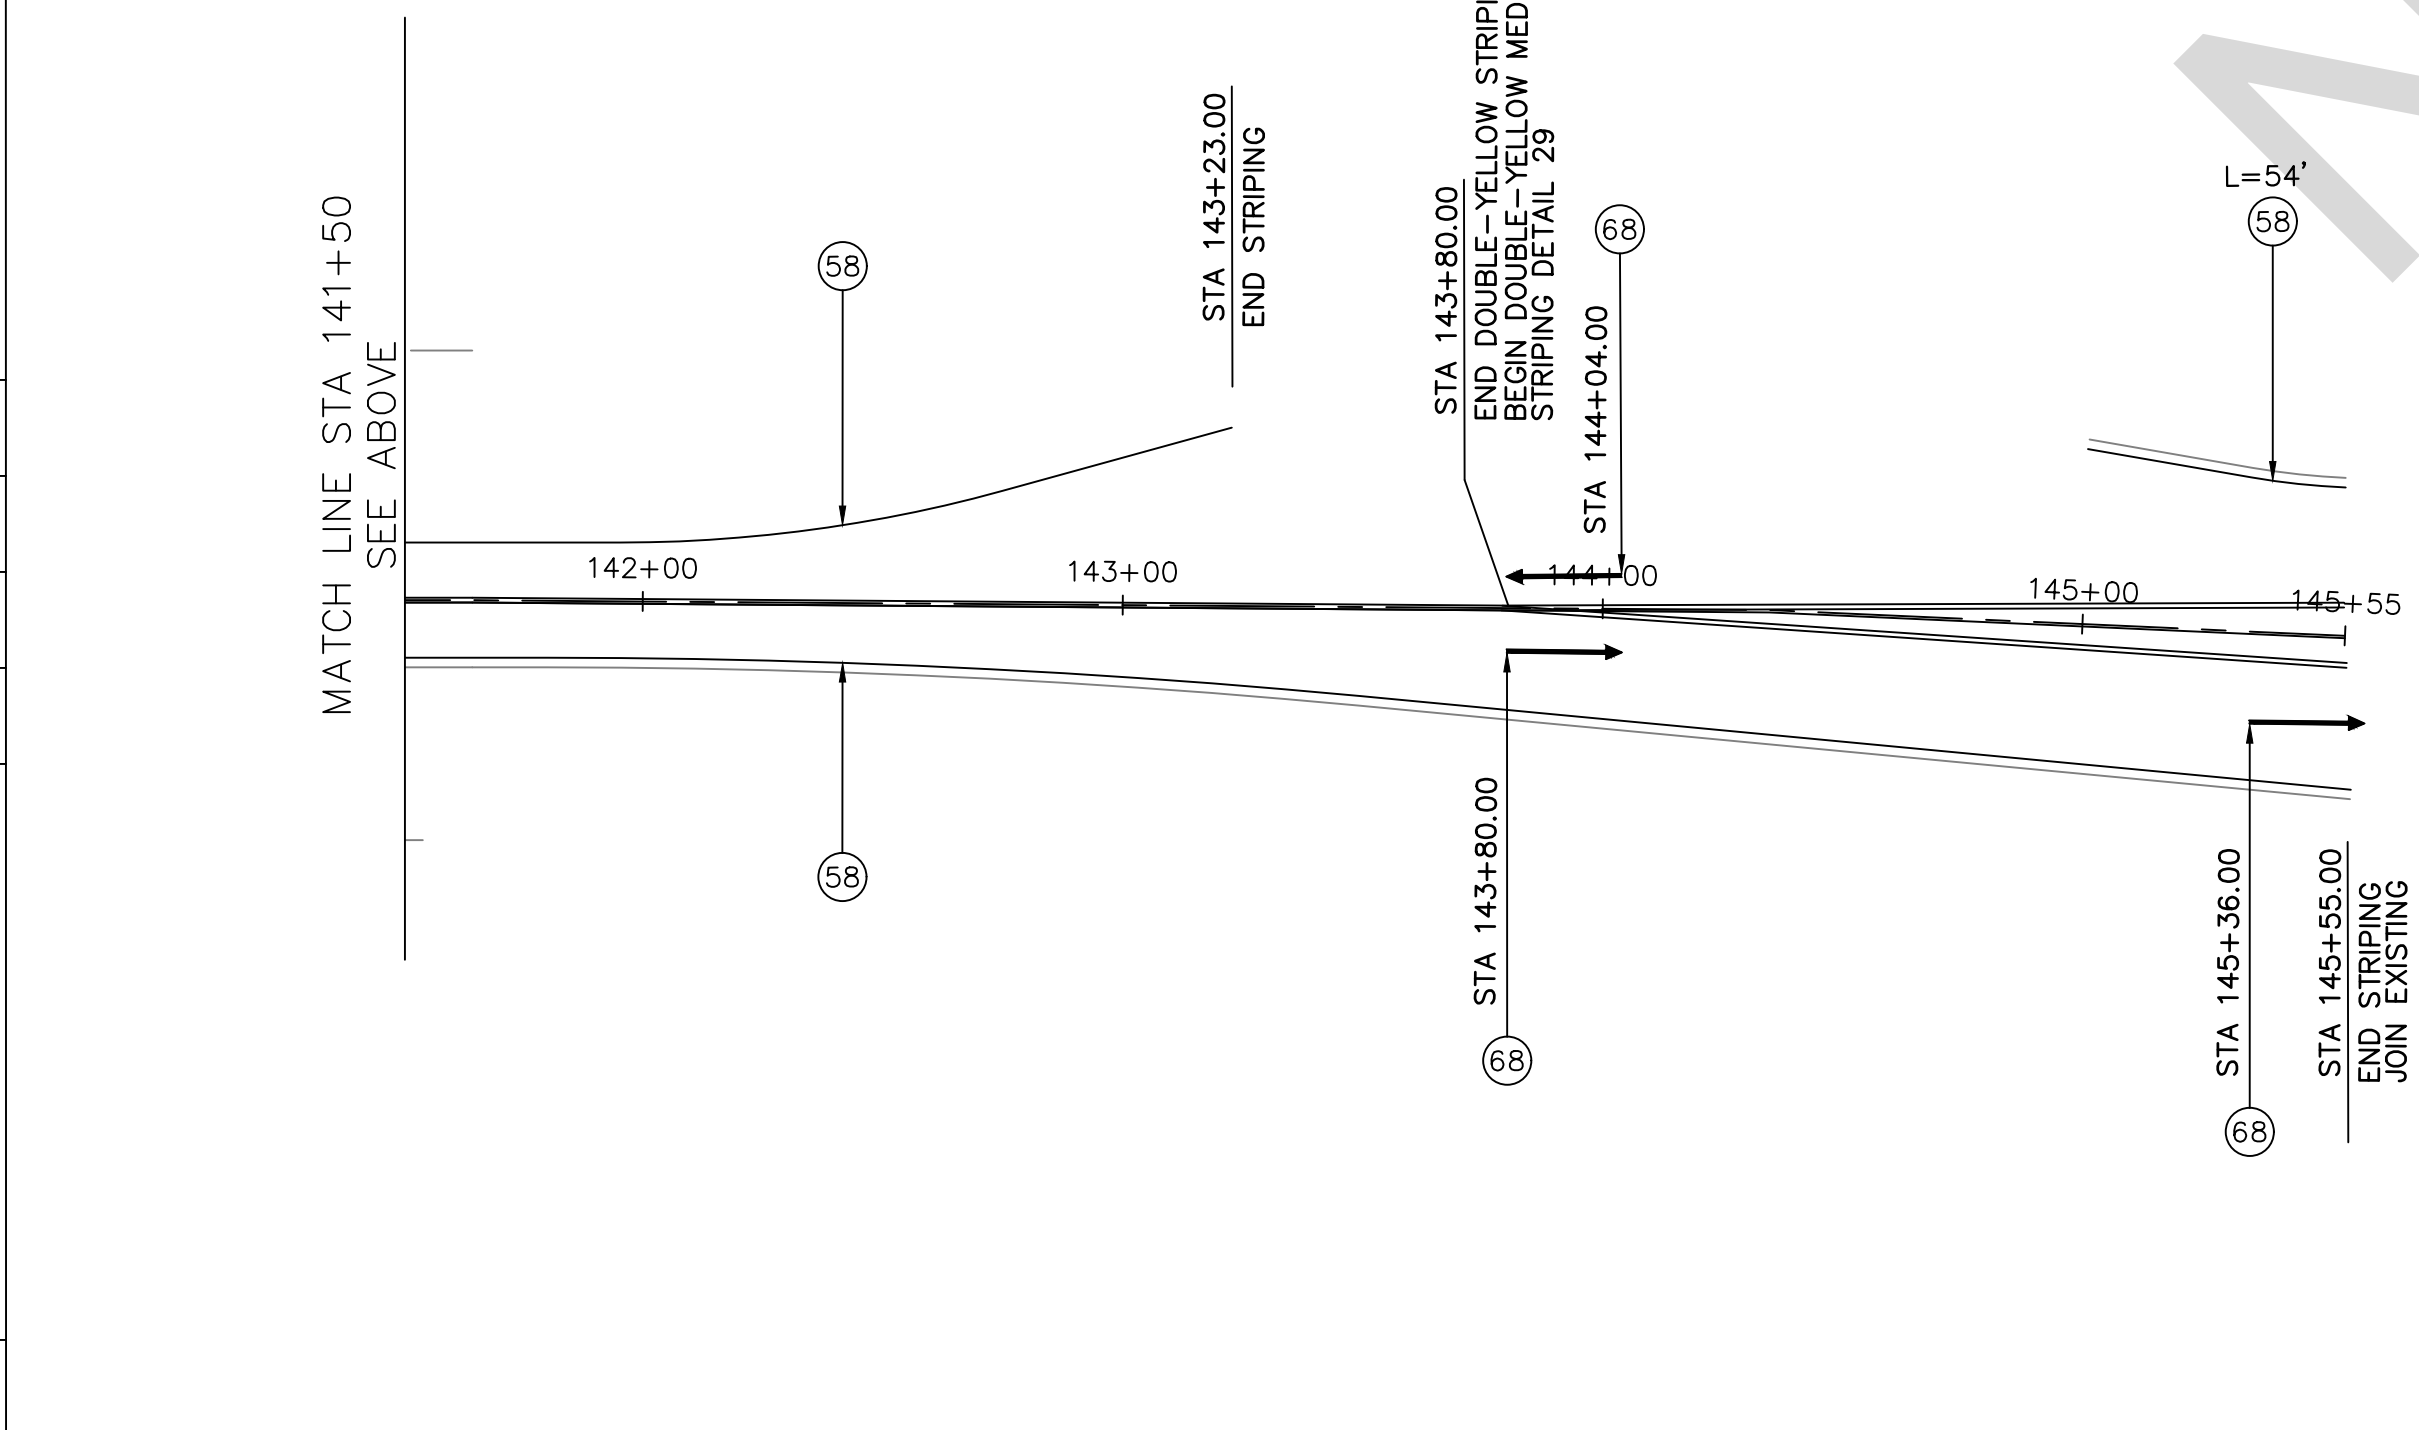 MATCH LINE STA 141+50
SEE ABOVE
58
STA 143+23.00
END STRIPING
STA 143+80.00
END DOUBLE-YELLOW STRIPI
BEGIN DOUBLE-YELLOW MED
STRIPING DETAIL 29
68
STA 144+04.00
L=54'
58
142+00
143+00
144+00
145+00
145+55
58
STA 143+80.00
68
STA 145+36.00
68
STA 145+55.00
END STRIPING
JOIN EXISTING